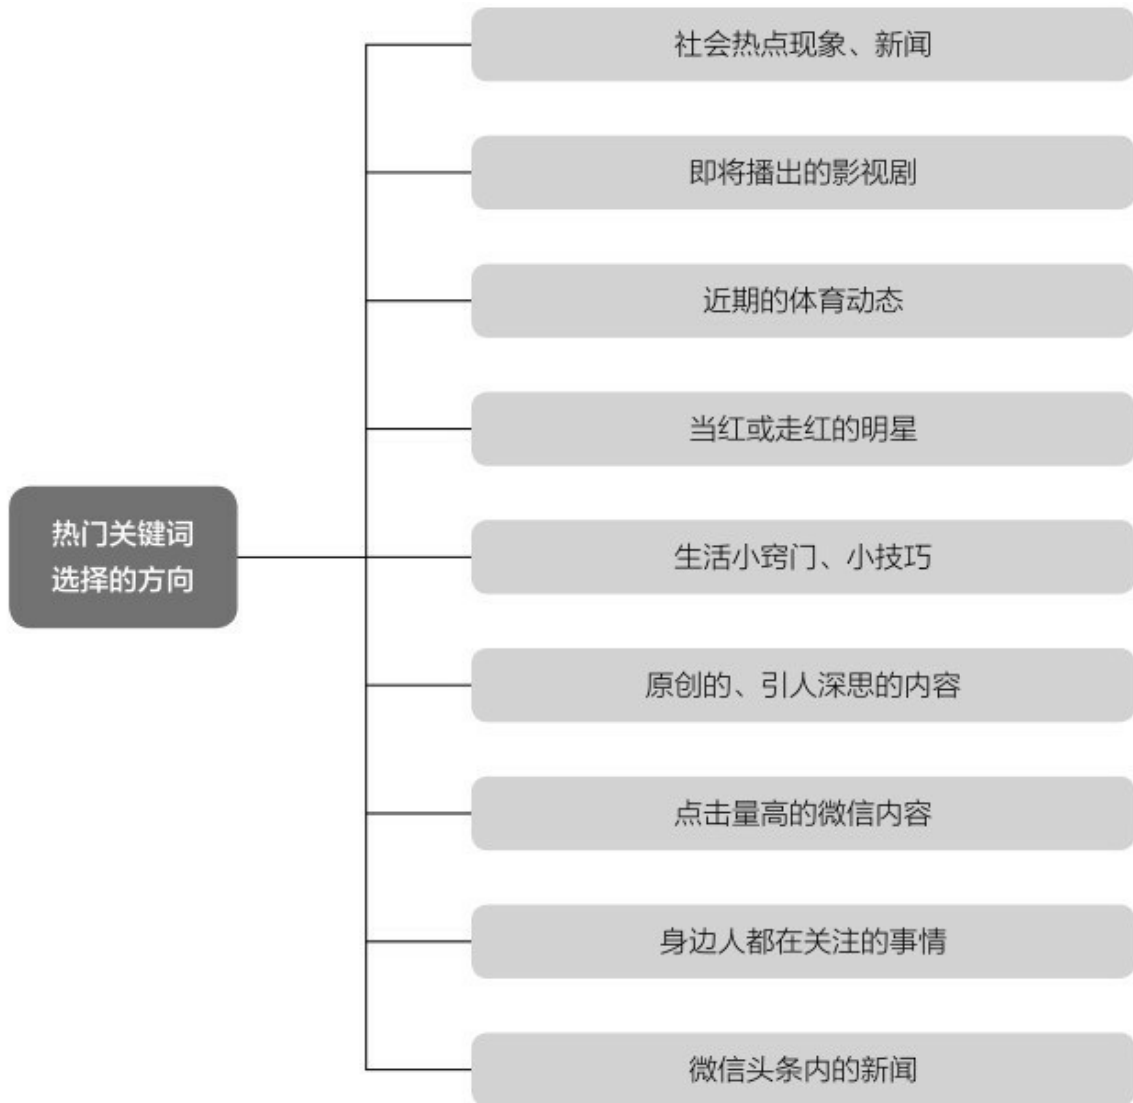 社会热点现象、新闻
即将播出的影视剧
近期的体育动态
当红或走红的明星
热门关键词
选择的方向
生活小窍门、小技巧
原创的、引人深思的内容
点击量高的微信内容
身边人都在关注的事情
微信头条内的新闻